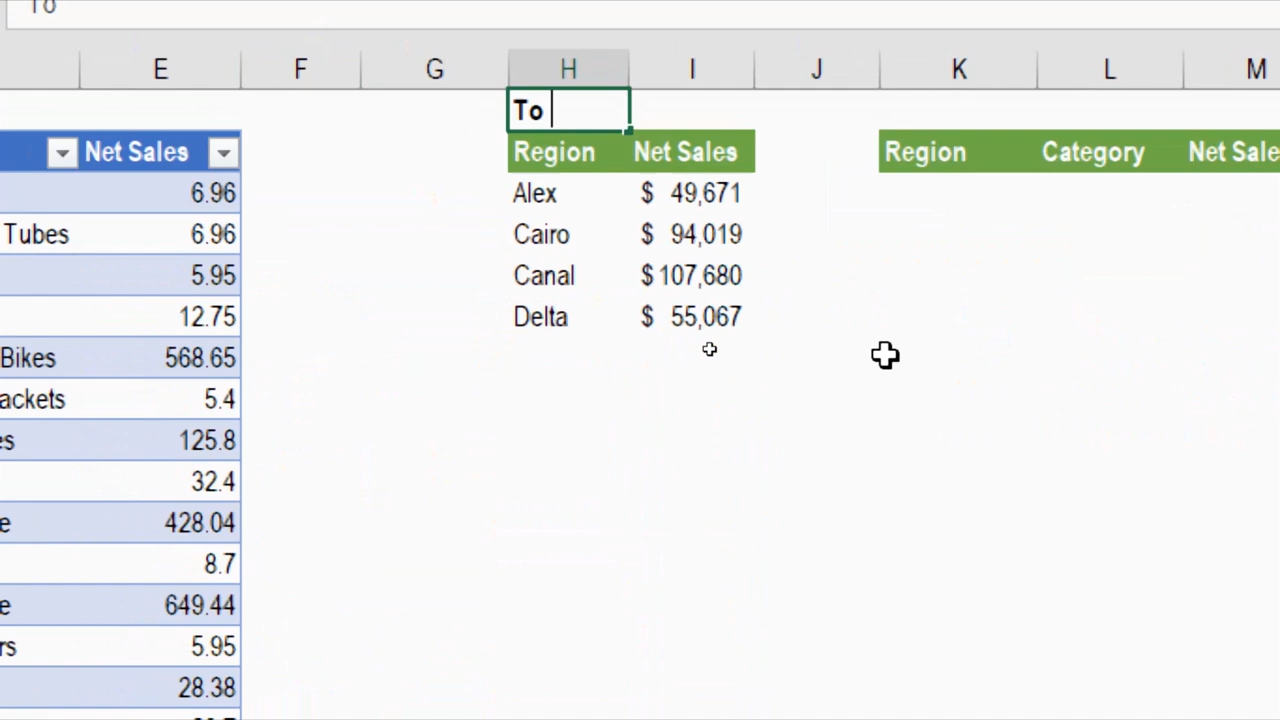 To
E F G H I J K L M
To
Net Sales Region Net Sales Region Category Net Sale
6.96 Alex $ 49,671
Tubes 6.96 Cairo $ 94,019
5.95 Canal $ 107,680
12.75 Delta $ 55,067
Bikes 568.65
ackets 5.4
es 125.8
32.4
e 428.04
8.7
e 649.44
rs 5.95
28.38